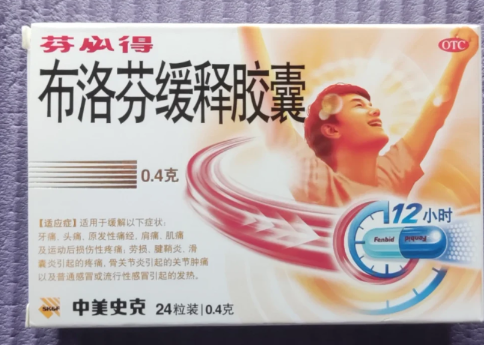 芬必得
OTC
布洛芬缓释胶囊
0.4克
12小时
Fenbid Fenbid
【适应症】适用于缓解以下症状:
牙痛、头痛、原发性痛经、肩痛、肌痛
及运动后损伤性疼痛、劳损、腱鞘炎、滑
囊炎引起的疼痛,骨关节炎引起的关节肿痛
以及普通感冒或流行性感冒引起的发热。
中美史克 24粒装|0.4克